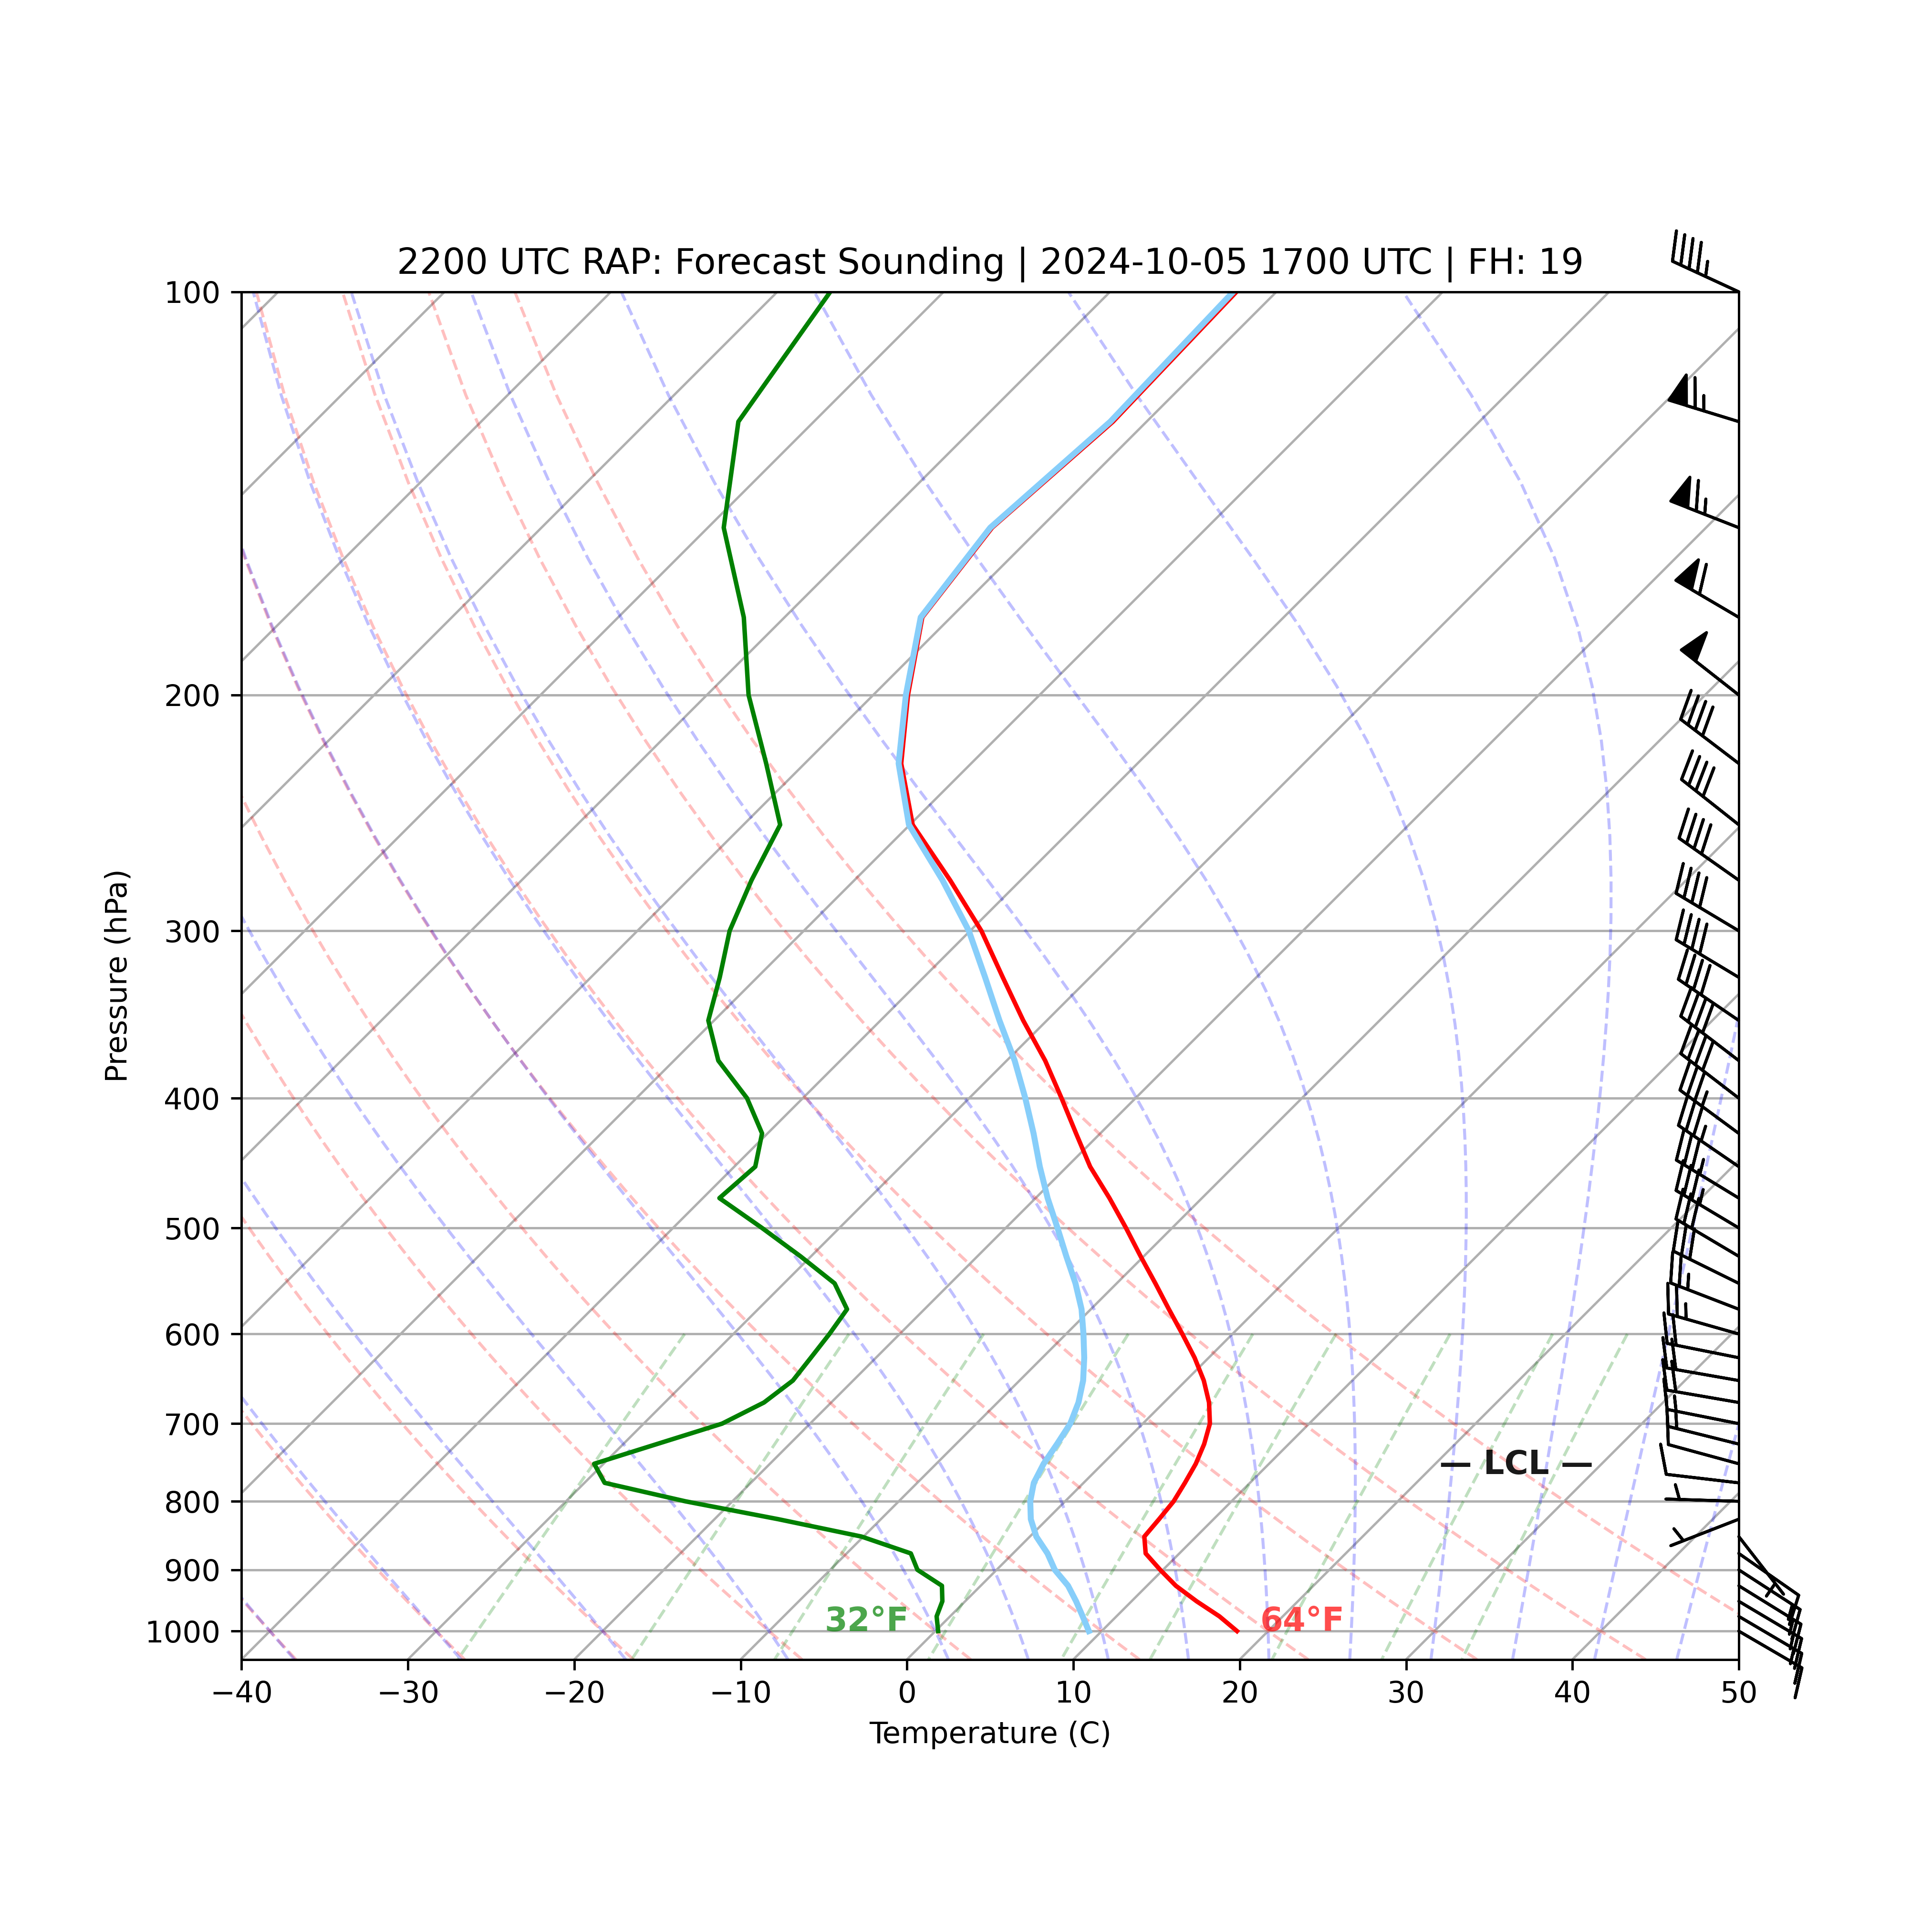 2200 UTC RAP: Forecast Sounding | 2024-10-05 1700 UTC | FH: 19
100
200
300
400
500
600
700
800
900
1000
Pressure (hPa)
— LCL —
32°F
64°F
−40 −30 −20 −10 0 10 20 30 40 50
Temperature (C)